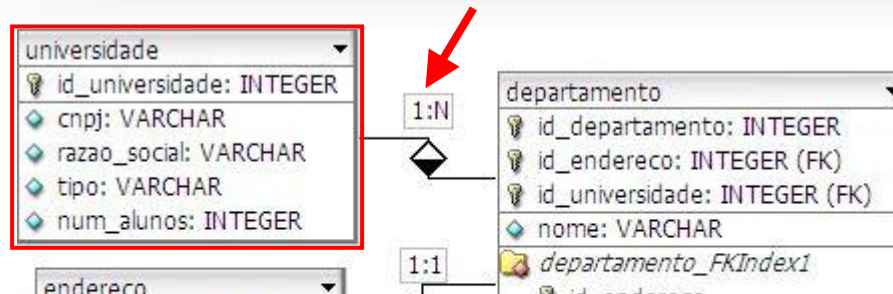 universidade
id_universidade: INTEGER
cnpj: VARCHAR
razao_social: VARCHAR
tipo: VARCHAR
num_alunos: INTEGER
1:N
departamento
id_departamento: INTEGER
id_endereco: INTEGER (FK)
id_universidade: INTEGER (FK)
nome: VARCHAR
departamento_FKIndex1
id_endereco
1:1
endereco